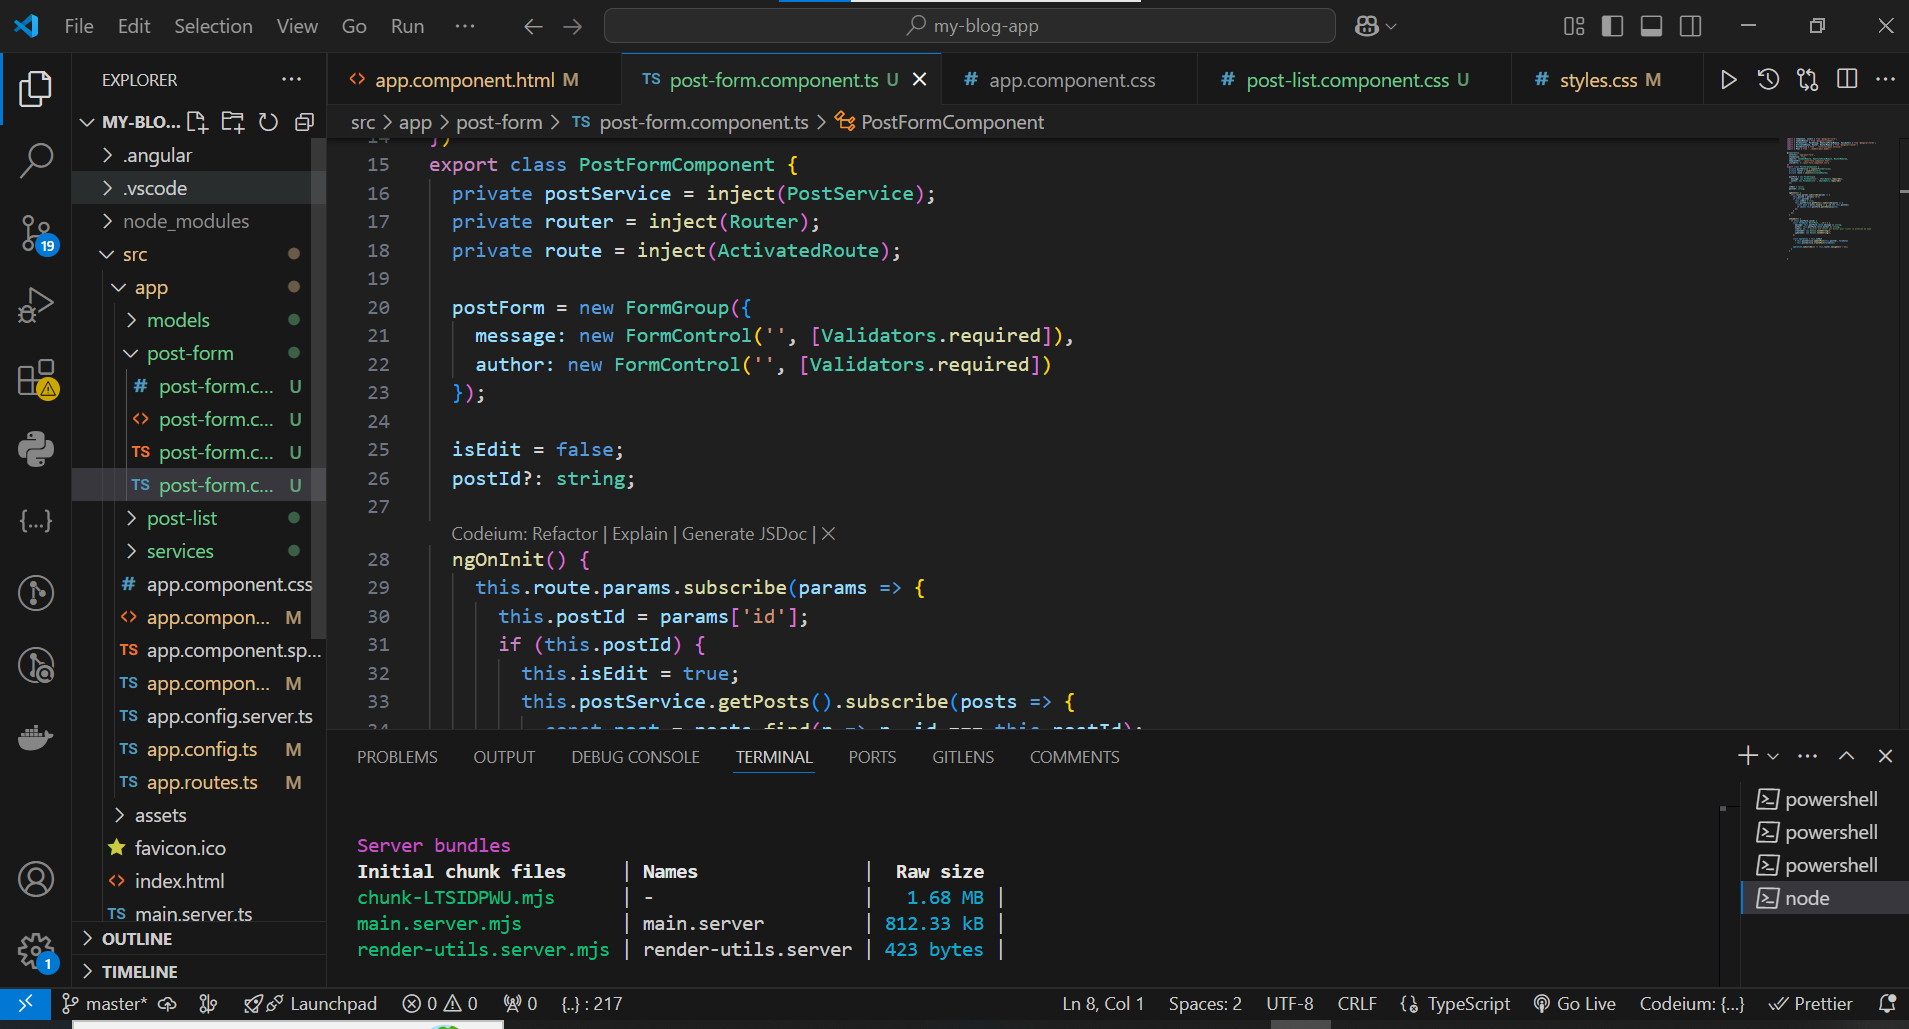 File Edit Selection View Go Run ··· my-blog-app
EXPLORER ···
MY-BLO...
.angular
.vscode
node_modules
src
app
models
post-form
# post-form.c... U
<> post-form.c... U
TS post-form.c... U
TS post-form.c... U
post-list
services
# app.component.css
<> app.compon... M
TS app.component.sp...
TS app.compon... M
TS app.config.server.ts
TS app.config.ts M
TS app.routes.ts M
assets
favicon.ico
<> index.html
TS main.server.ts
OUTLINE
TIMELINE
19
{...}
1
<> app.component.html M TS post-form.component.ts U # app.component.css # post-list.component.css U # styles.css M
src > app > post-form > TS post-form.component.ts > PostFormComponent
14 })
15 export class PostFormComponent {
16 private postService = inject(PostService);
17 private router = inject(Router);
18 private route = inject(ActivatedRoute);
19
20 postForm = new FormGroup({
21 message: new FormControl('', [Validators.required]),
22 author: new FormControl('', [Validators.required])
23 });
24
25 isEdit = false;
26 postId?: string;
27
Codeium: Refactor | Explain | Generate JSDoc | ✕
28 ngOnInit() {
29 this.route.params.subscribe(params => {
30 this.postId = params['id'];
31 if (this.postId) {
32 this.isEdit = true;
33 this.postService.getPosts().subscribe(posts => {
34 const post = posts.find(p => p._id === this.postId);
PROBLEMS OUTPUT DEBUG CONSOLE TERMINAL PORTS GITLENS COMMENTS
Server bundles
Initial chunk files | Names | Raw size
chunk-LTSIDPWU.mjs | - | 1.68 MB |
main.server.mjs | main.server | 812.33 kB |
render-utils.server.mjs | render-utils.server | 423 bytes |
powershell
powershell
powershell
node
master* Launchpad 0 0 0 {..} : 217 Ln 8, Col 1 Spaces: 2 UTF-8 CRLF {} TypeScript Go Live Codeium: {...} Prettier